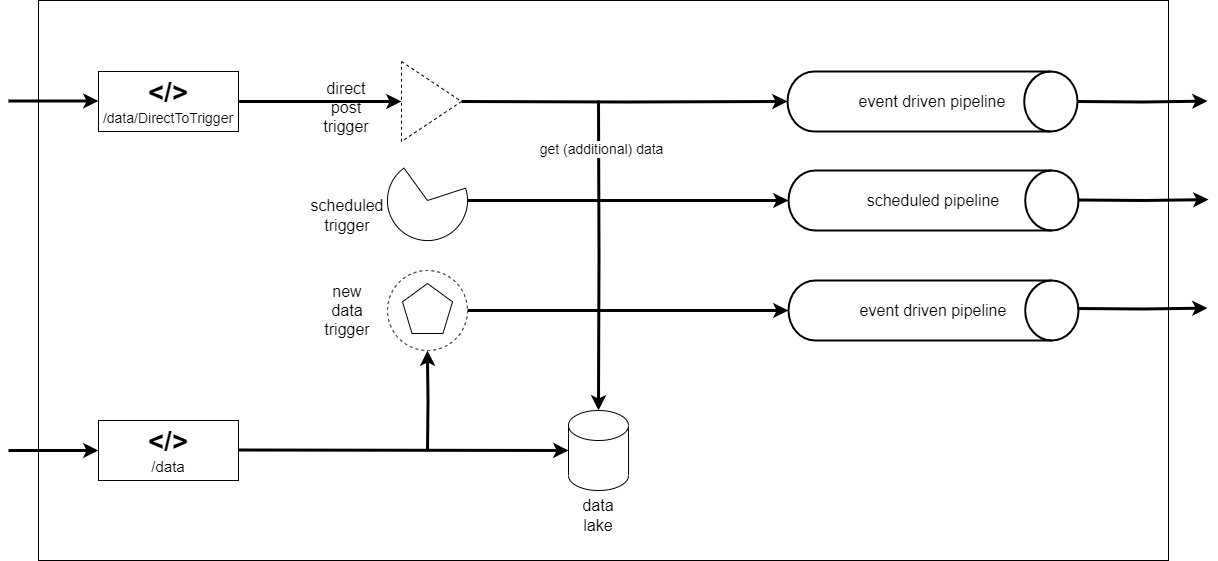 </>
/data/DirectToTrigger
direct
post
trigger
event driven pipeline
get (additional) data
scheduled
trigger
scheduled pipeline
new
data
trigger
event driven pipeline
</>
/data
data
lake